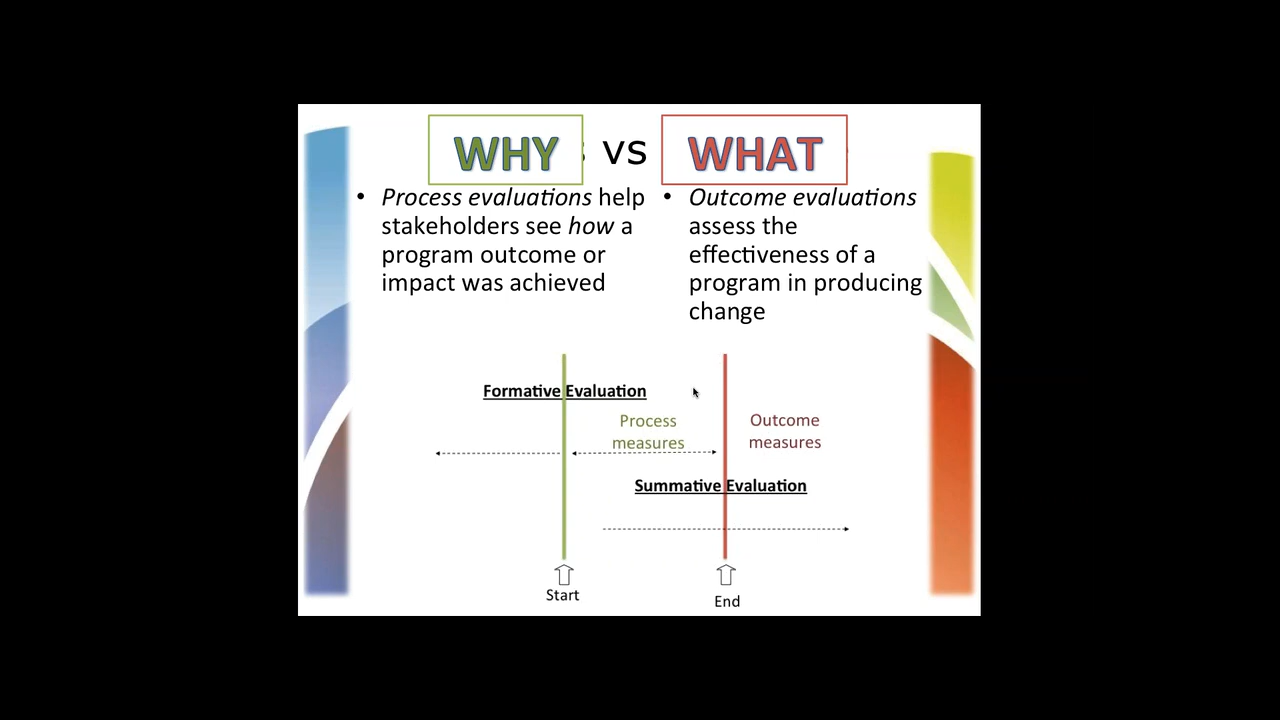 WHY vs WHAT
• Process evaluations help
stakeholders see how a
program outcome or
impact was achieved
• Outcome evaluations
assess the
effectiveness of a
program in producing
change
Formative Evaluation
Process
measures
Outcome
measures
Summative Evaluation
Start
End